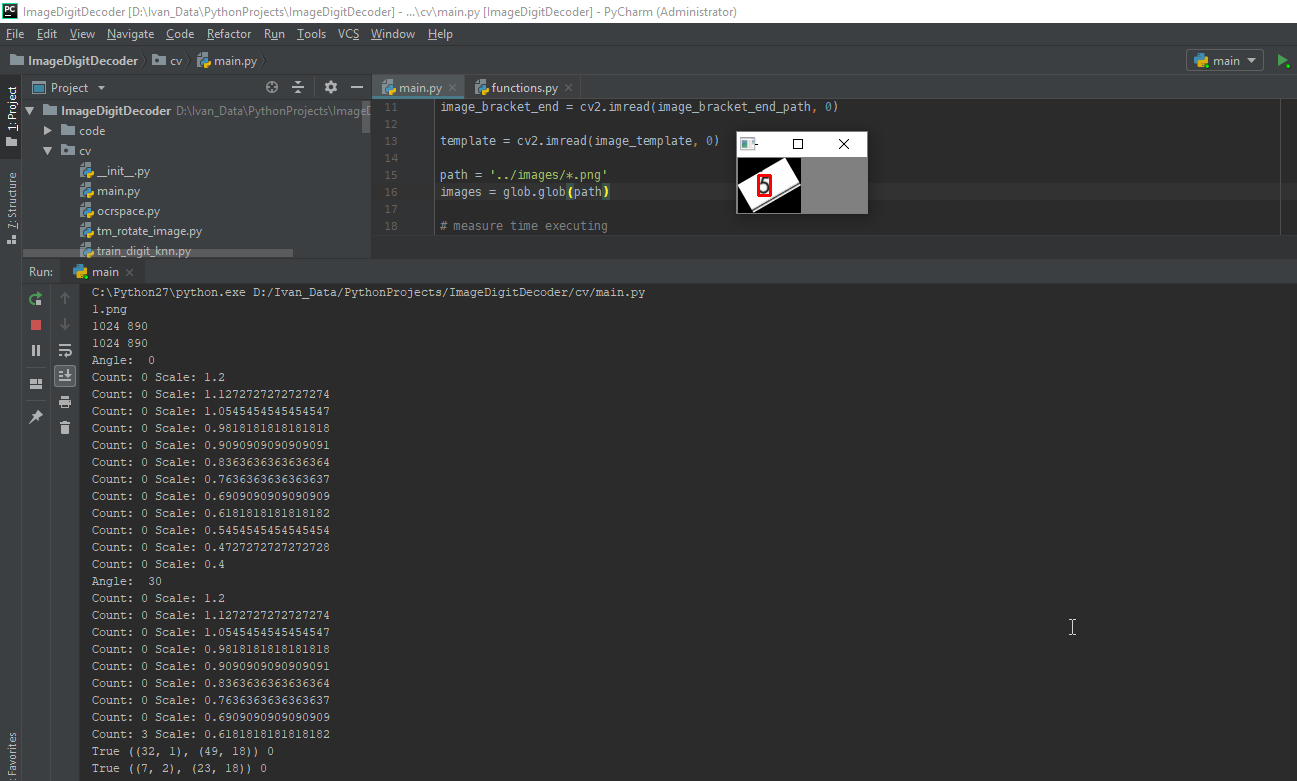 PC ImageDigitDecoder [D:\Ivan_Data\PythonProjects\ImageDigitDecoder] - ...\cv\main.py [ImageDigitDecoder] - PyCharm (Administrator)
File Edit View Navigate Code Refactor Run Tools VCS Window Help
ImageDigitDecoder cv main.py main
1: Project
7: Structure
2: Favorites
Project
ImageDigitDecoder D:\Ivan_Data\PythonProjects\ImageD
code
cv
__init__.py
main.py
ocrspace.py
tm_rotate_image.py
train_digit_knn.py
main.py functions.py
11 image_bracket_end = cv2.imread(image_bracket_end_path, 0)
12
13 template = cv2.imread(image_template, 0)
14
15 path = '../images/*.png'
16 images = glob.glob(path)
17
18 # measure time executing
5
Run: main
C:\Python27\python.exe D:/Ivan_Data/PythonProjects/ImageDigitDecoder/cv/main.py
1.png
1024 890
1024 890
Angle:  0
Count: 0 Scale: 1.2
Count: 0 Scale: 1.1272727272727274
Count: 0 Scale: 1.0545454545454547
Count: 0 Scale: 0.9818181818181818
Count: 0 Scale: 0.9090909090909091
Count: 0 Scale: 0.8363636363636364
Count: 0 Scale: 0.7636363636363637
Count: 0 Scale: 0.6909090909090909
Count: 0 Scale: 0.6181818181818182
Count: 0 Scale: 0.5454545454545454
Count: 0 Scale: 0.4727272727272728
Count: 0 Scale: 0.4
Angle:  30
Count: 0 Scale: 1.2
Count: 0 Scale: 1.1272727272727274
Count: 0 Scale: 1.0545454545454547
Count: 0 Scale: 0.9818181818181818
Count: 0 Scale: 0.9090909090909091
Count: 0 Scale: 0.8363636363636364
Count: 0 Scale: 0.7636363636363637
Count: 0 Scale: 0.6909090909090909
Count: 3 Scale: 0.6181818181818182
True ((32, 1), (49, 18)) 0
True ((7, 2), (23, 18)) 0